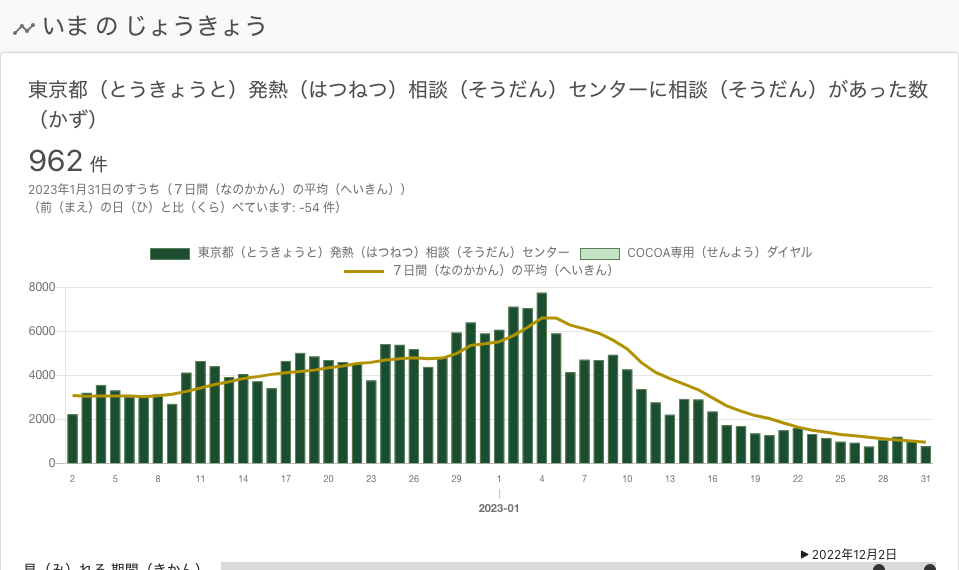 いま の じょうきょう
東京都（とうきょうと）発熱（はつねつ）相談（そうだん）センターに相談（そうだん）があった数
（かず）
962 件
2023年1月31日のすうち（７日間（なのかかん）の平均（へいきん））
（前（まえ）の日（ひ）と比（くら）べています: -54 件）
東京都（とうきょうと）発熱（はつねつ）相談（そうだん）センター COCOA専用（せんよう）ダイヤル
７日間（なのかかん）の平均（へいきん）
8000
6000
4000
2000
0
2 5 8 11 14 17 20 23 26 29 1 4 7 10 13 16 19 22 25 28 31
2023-01
▶ 2022年12月2日
見（み）れる 期間（きかん）